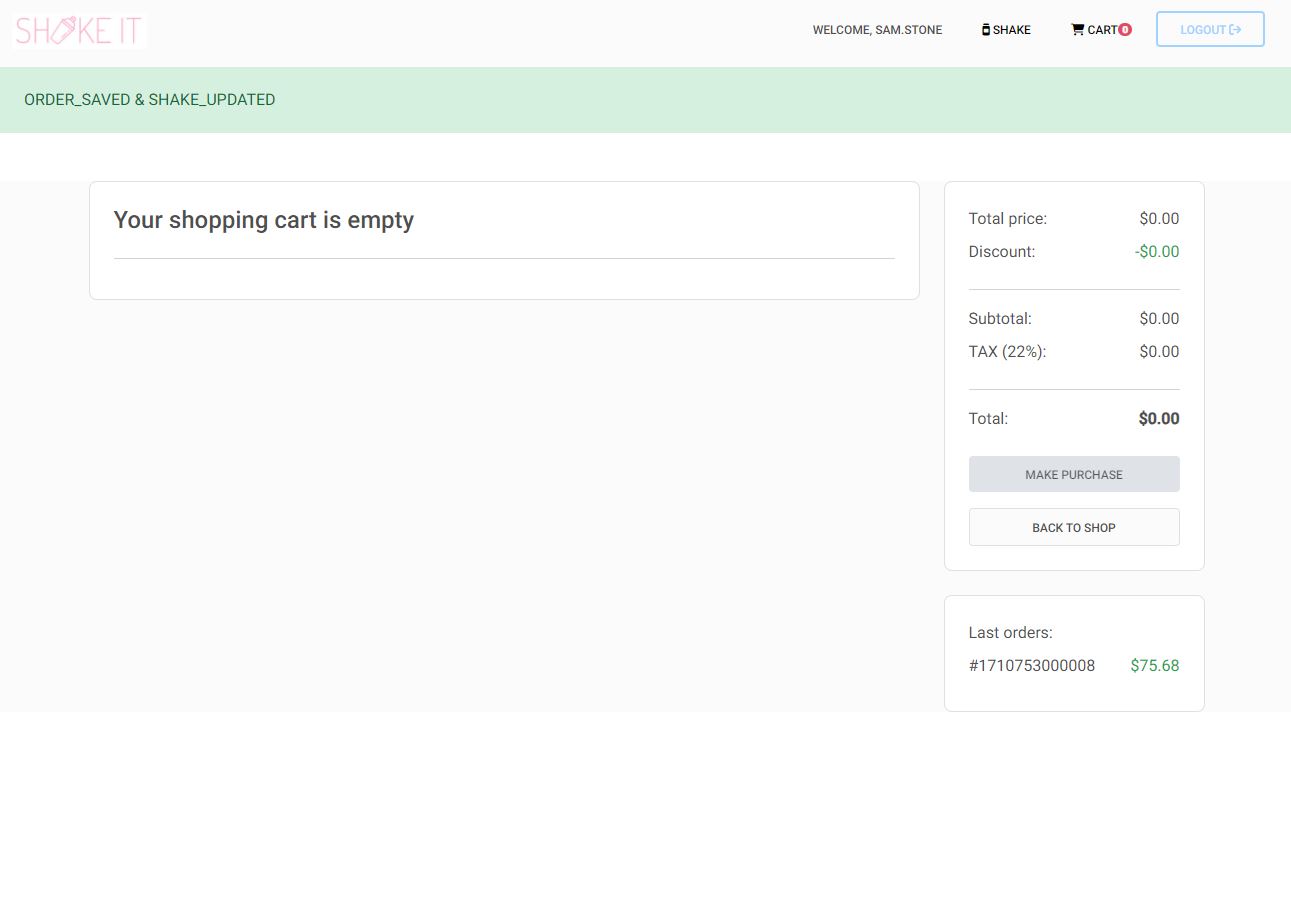 SHAKE IT
WELCOME, SAM.STONE
SHAKE
CART 0
LOGOUT
ORDER_SAVED & SHAKE_UPDATED
Your shopping cart is empty
Total price: $0.00
Discount: -$0.00
Subtotal: $0.00
TAX (22%): $0.00
Total: $0.00
MAKE PURCHASE
BACK TO SHOP
Last orders:
#1710753000008 $75.68